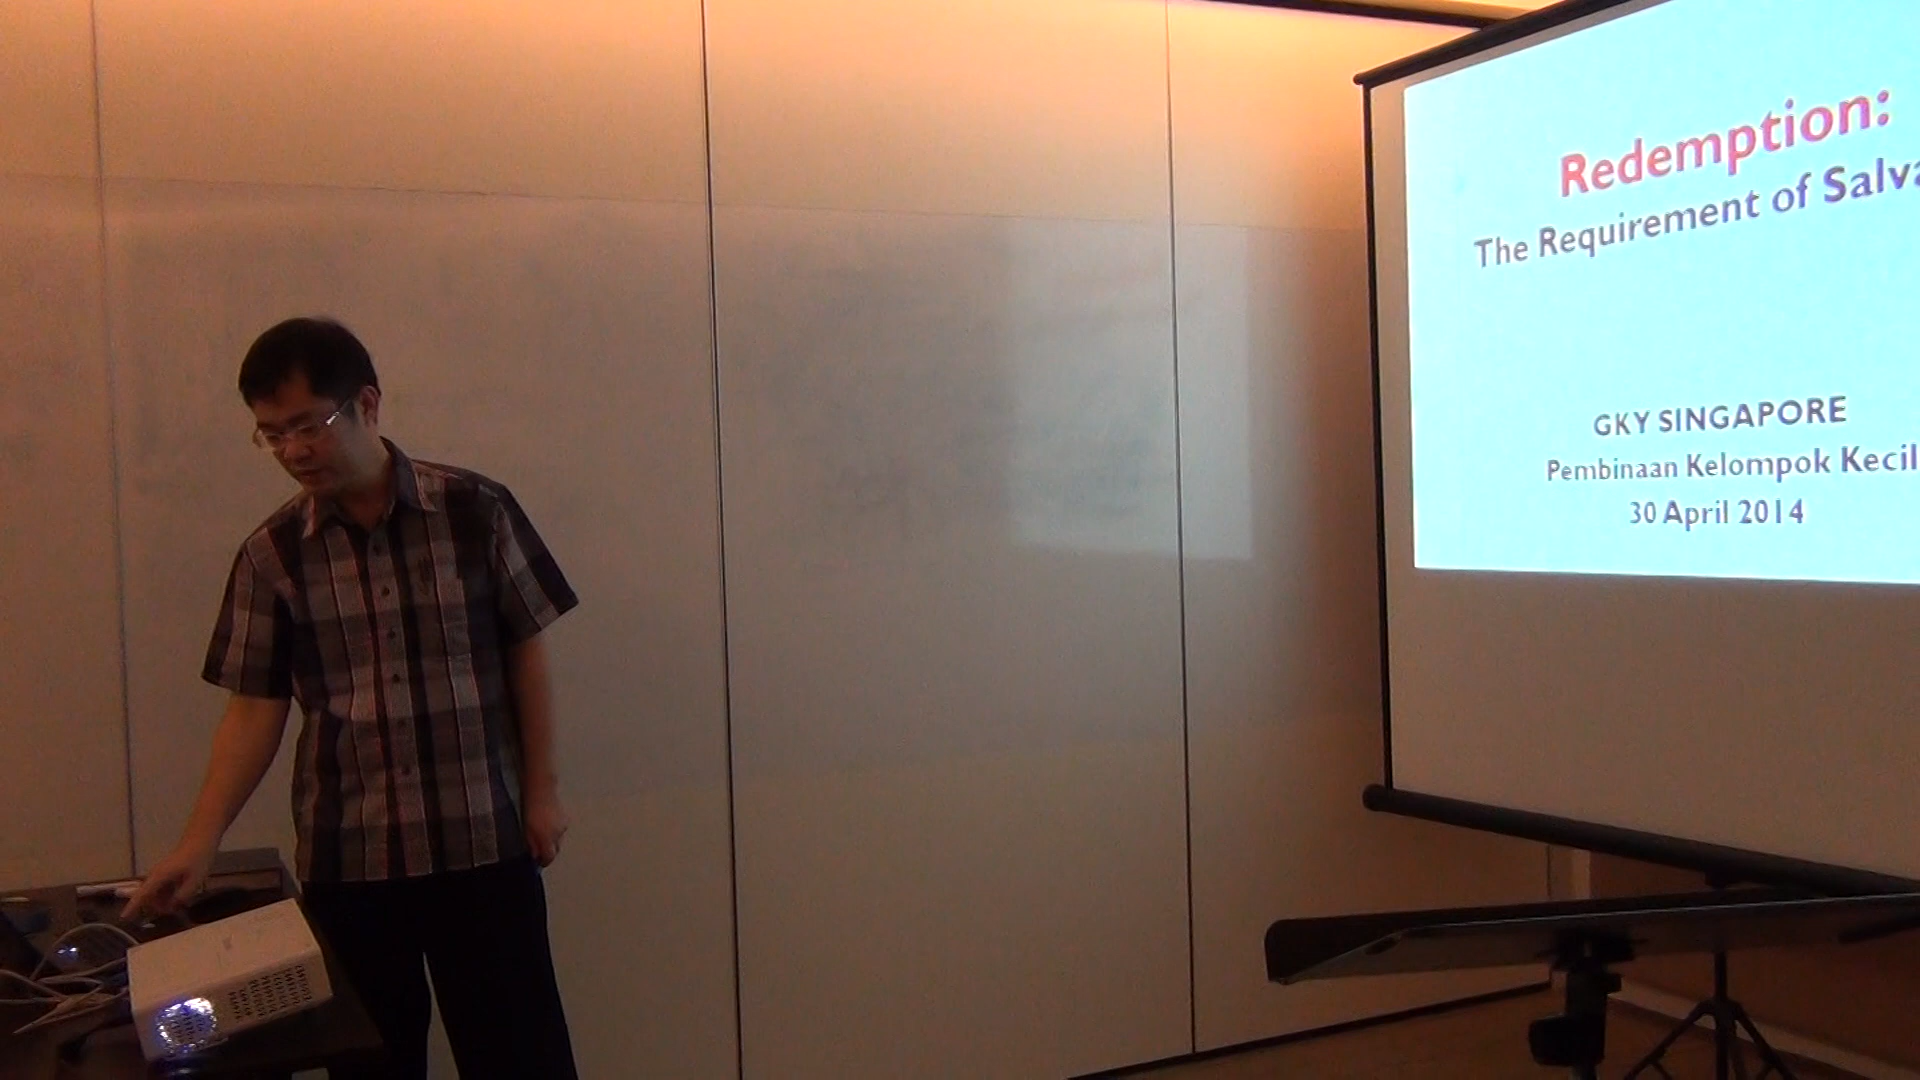 Redemption:
The Requirement of Salva
GKY SINGAPORE
Pembinaan Kelompok Kecil
30 April 2014